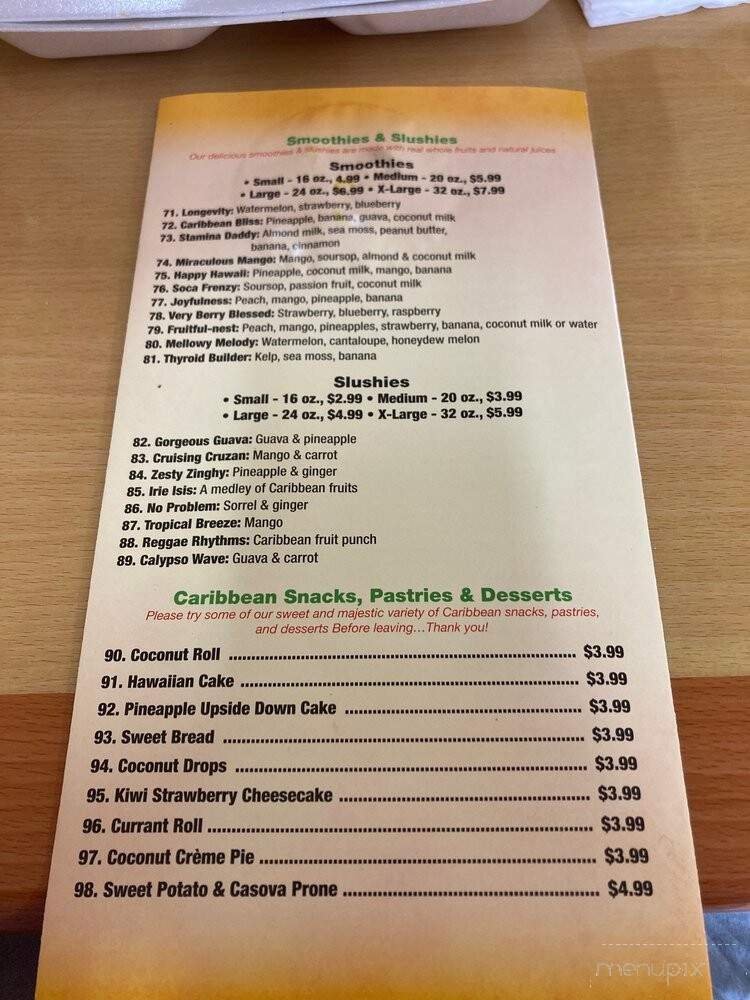 Smoothies & Slushies
Our delicious smoothies & slushies are made with real whole fruits and natural juices
Smoothies
• Small - 16 oz., 4.99 • Medium - 20 oz., $5.99
• Large - 24 oz., $6.99 • X-Large - 32 oz., $7.99
71. Longevity: Watermelon, strawberry, blueberry
72. Caribbean Bliss: Pineapple, banana, guava, coconut milk
73. Stamina Daddy: Almond milk, sea moss, peanut butter,
banana, cinnamon
74. Miraculous Mango: Mango, soursop, almond & coconut milk
75. Happy Hawaii: Pineapple, coconut milk, mango, banana
76. Soca Frenzy: Soursop, passion fruit, coconut milk
77. Joyfulness: Peach, mango, pineapple, banana
78. Very Berry Blessed: Strawberry, blueberry, raspberry
79. Fruitful-nest: Peach, mango, pineapples, strawberry, banana, coconut milk or water
80. Mellowy Melody: Watermelon, cantaloupe, honeydew melon
81. Thyroid Builder: Kelp, sea moss, banana
Slushies
• Small - 16 oz., $2.99 • Medium - 20 oz., $3.99
• Large - 24 oz., $4.99 • X-Large - 32 oz., $5.99
82. Gorgeous Guava: Guava & pineapple
83. Cruising Cruzan: Mango & carrot
84. Zesty Zinghy: Pineapple & ginger
85. Irie Isis: A medley of Caribbean fruits
86. No Problem: Sorrel & ginger
87. Tropical Breeze: Mango
88. Reggae Rhythms: Caribbean fruit punch
89. Calypso Wave: Guava & carrot
Caribbean Snacks, Pastries & Desserts
Please try some of our sweet and majestic variety of Caribbean snacks, pastries,
and desserts Before leaving...Thank you!
90. Coconut Roll ........ $3.99
91. Hawaiian Cake ........ $3.99
92. Pineapple Upside Down Cake ........ $3.99
93. Sweet Bread ........ $3.99
94. Coconut Drops ........ $3.99
95. Kiwi Strawberry Cheesecake ........ $3.99
96. Currant Roll ........ $3.99
97. Coconut Crème Pie ........ $3.99
98. Sweet Potato & Casova Prone ........ $4.99
menupix